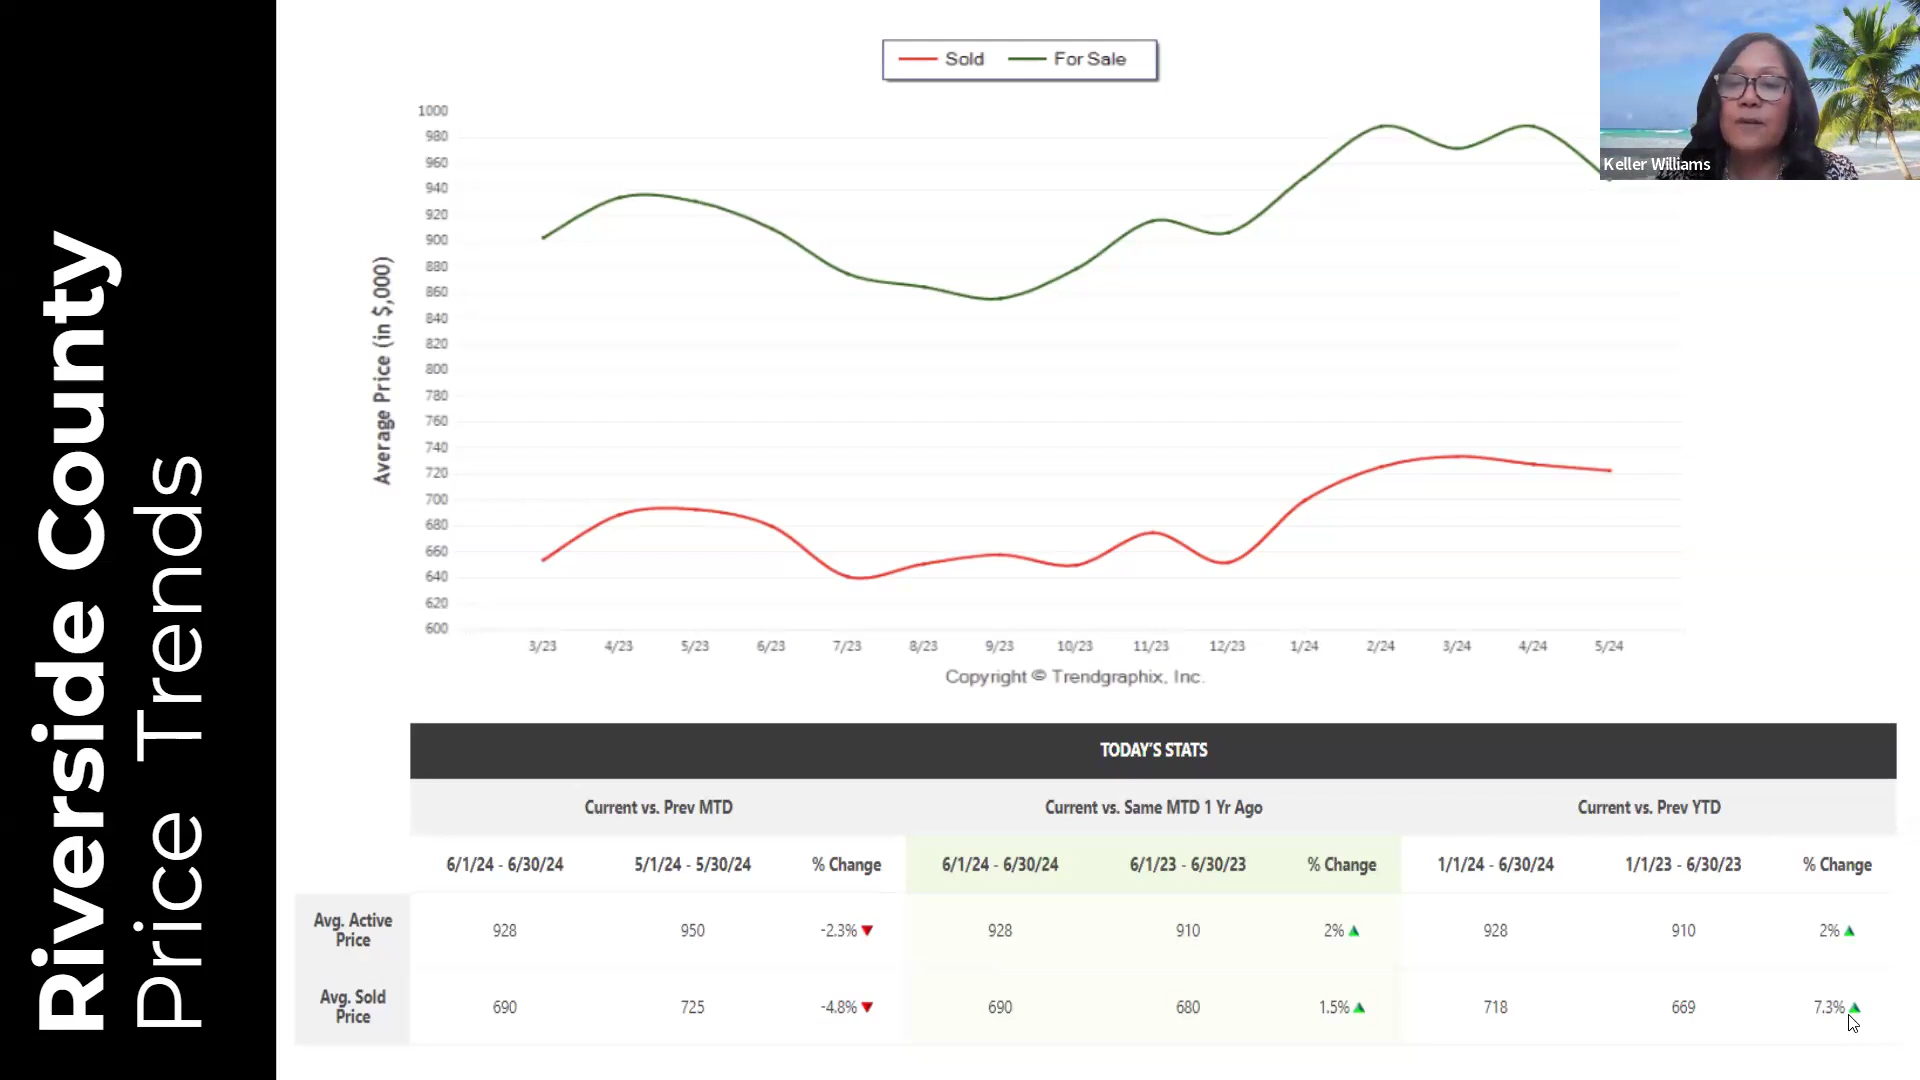 Riverside County
Price Trends
Sold For Sale
Keller Williams
Average Price (in $,000)
1000
980
960
940
920
900
880
860
840
820
800
780
760
740
720
700
680
660
640
620
600
3/23 4/23 5/23 6/23 7/23 8/23 9/23 10/23 11/23 12/23 1/24 2/24 3/24 4/24 5/24
Copyright © Trendgraphix, Inc.
TODAY'S STATS
Current vs. Prev MTD Current vs. Same MTD 1 Yr Ago Current vs. Prev YTD
6/1/24 - 6/30/24 5/1/24 - 5/30/24 % Change 6/1/24 - 6/30/24 6/1/23 - 6/30/23 % Change 1/1/24 - 6/30/24 1/1/23 - 6/30/23 % Change
Avg. Active
Price
928 950 -2.3% 928 910 2% 928 910 2%
Avg. Sold
Price
690 725 -4.8% 690 680 1.5% 718 669 7.3%